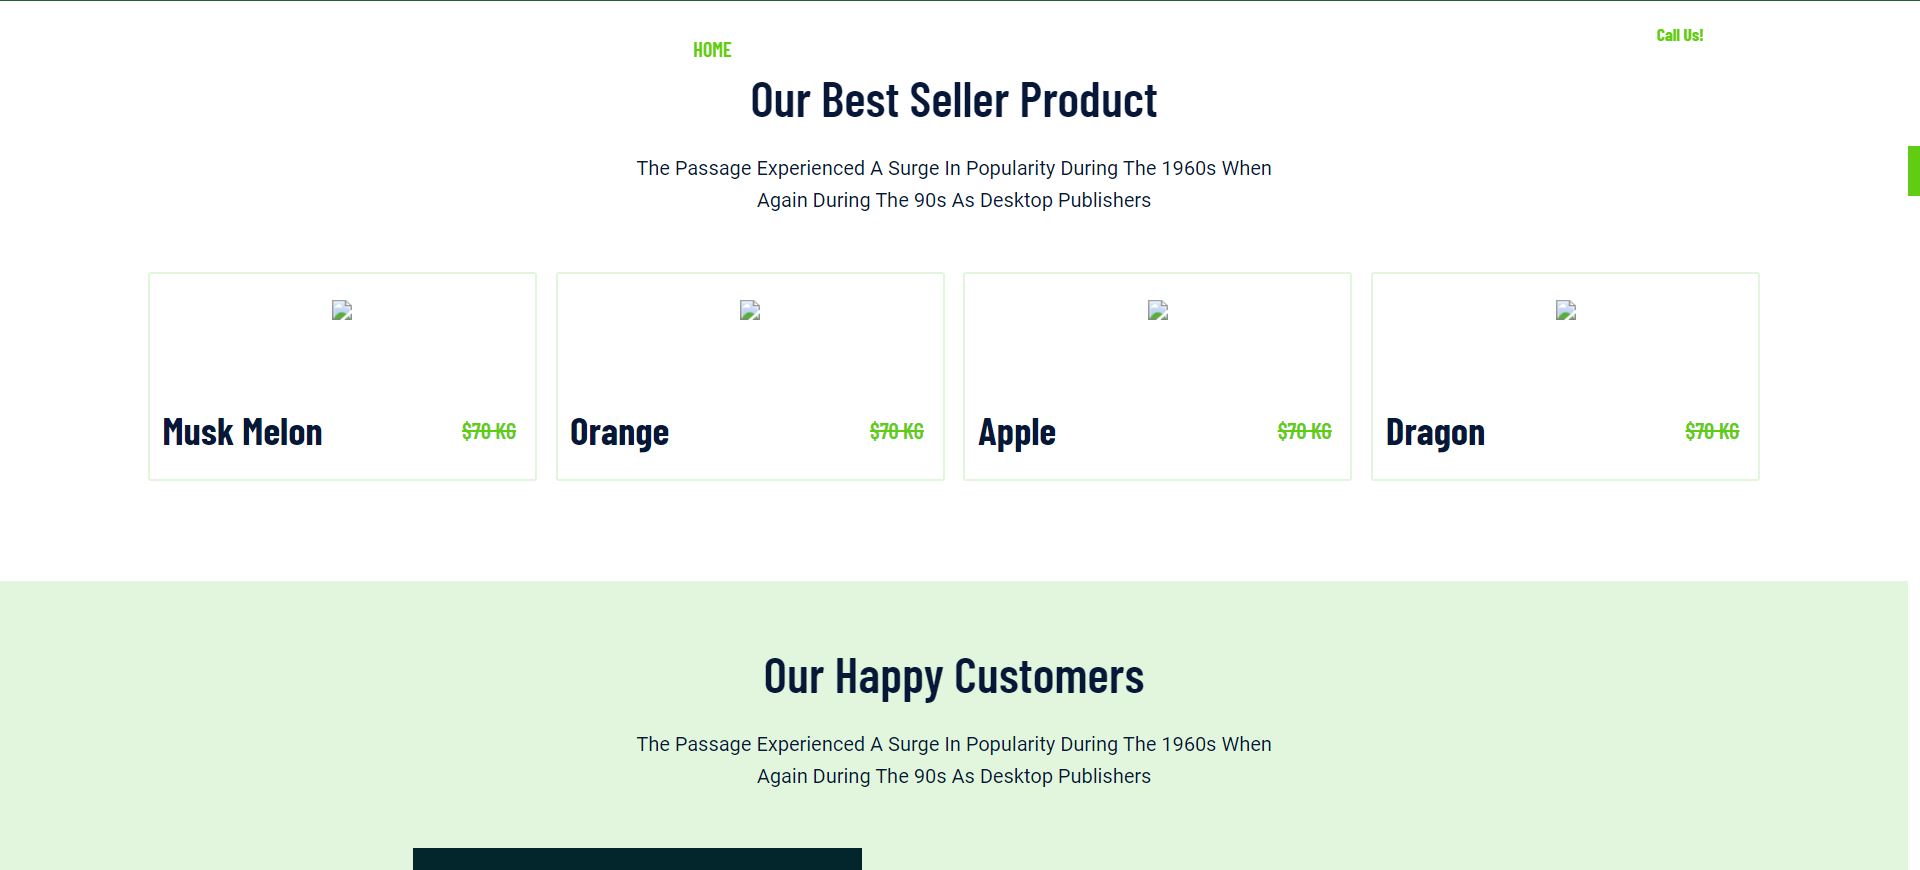 HOME
Call Us!
Our Best Seller Product
The Passage Experienced A Surge In Popularity During The 1960s When
Again During The 90s As Desktop Publishers
Musk Melon $70 KG
Orange $70 KG
Apple $70 KG
Dragon $70 KG
Our Happy Customers
The Passage Experienced A Surge In Popularity During The 1960s When
Again During The 90s As Desktop Publishers